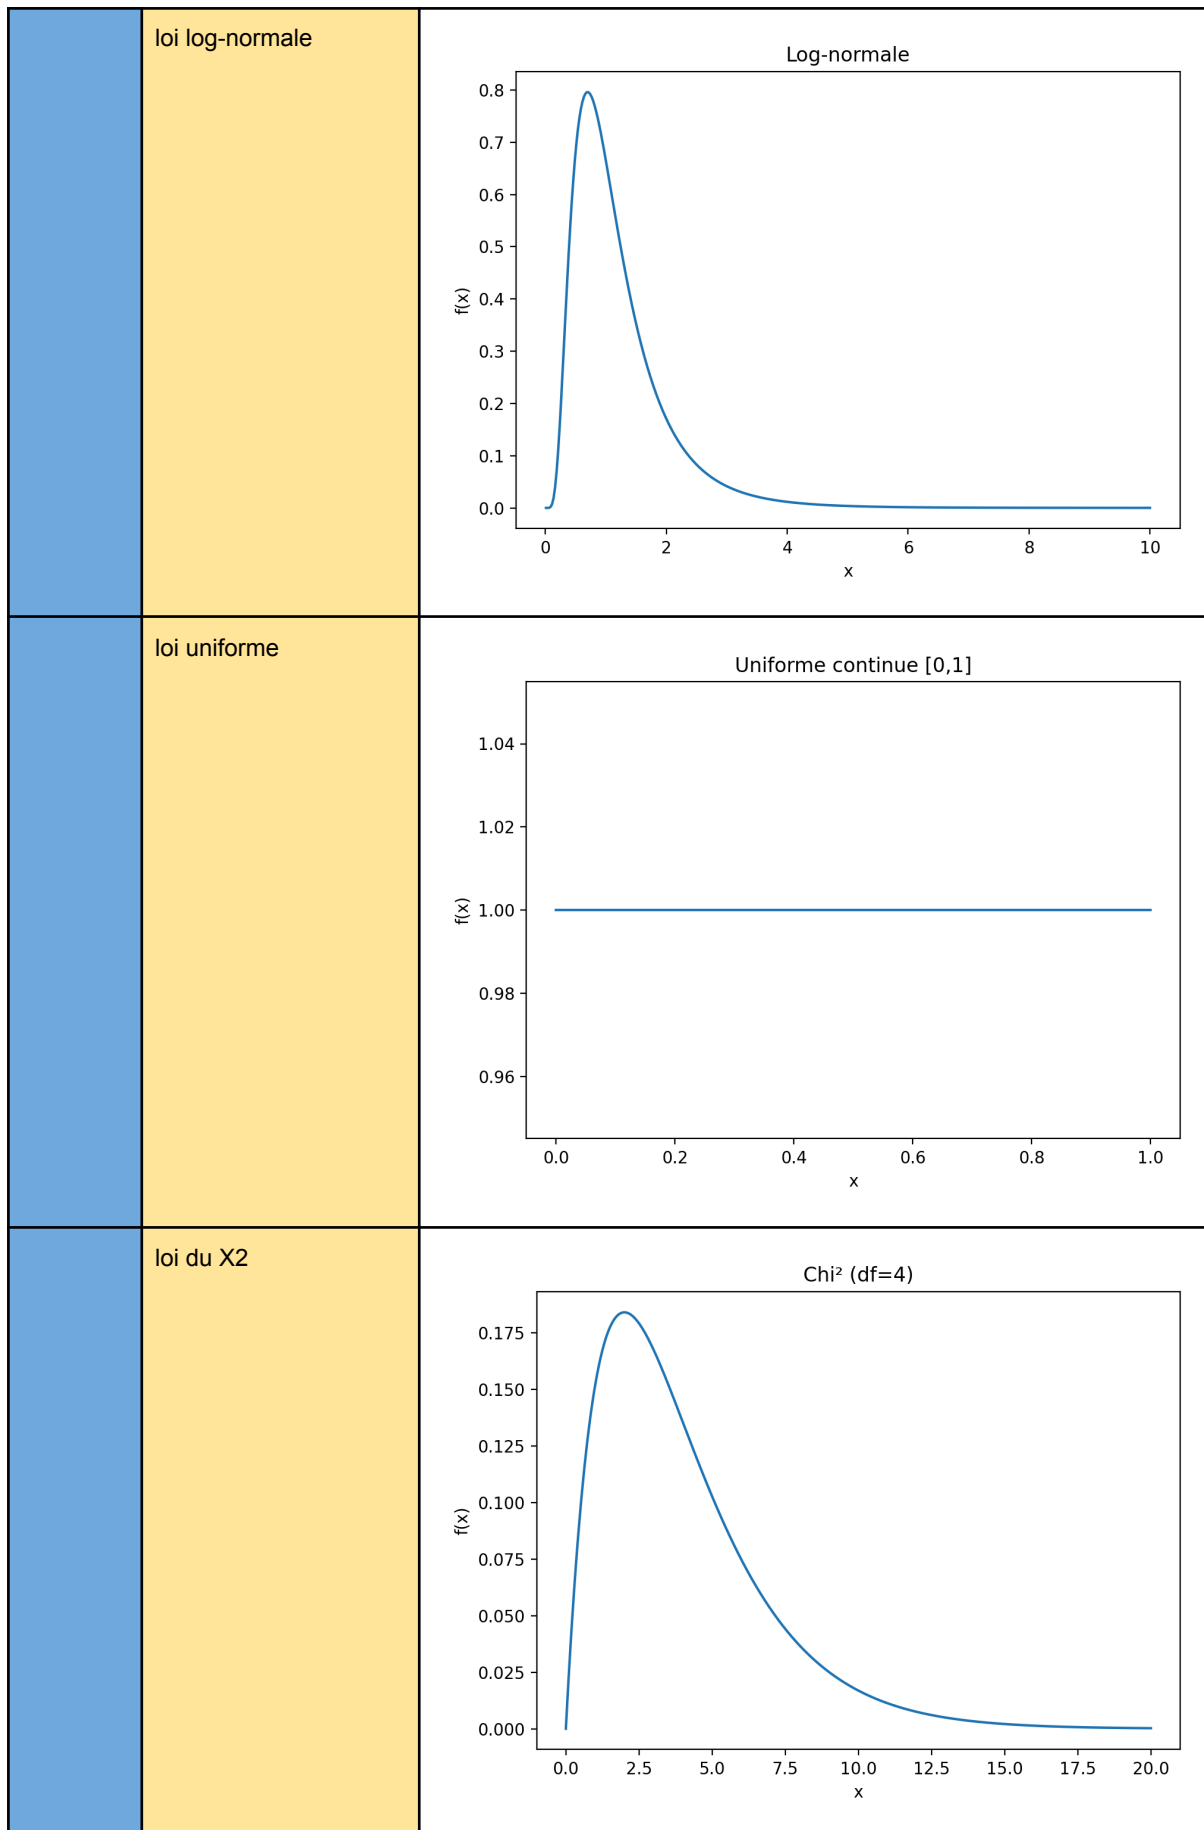 loi log-normale
Log-normale
0.8
0.7
0.6
0.5
0.4
0.3
0.2
0.1
0.0
f(x)
0 2 4 6 8 10
x
loi uniforme
Uniforme continue [0,1]
1.04
1.02
1.00
0.98
0.96
f(x)
0.0 0.2 0.4 0.6 0.8 1.0
x
loi du X2
Chi² (df=4)
0.175
0.150
0.125
0.100
0.075
0.050
0.025
0.000
f(x)
0.0 2.5 5.0 7.5 10.0 12.5 15.0 17.5 20.0
x